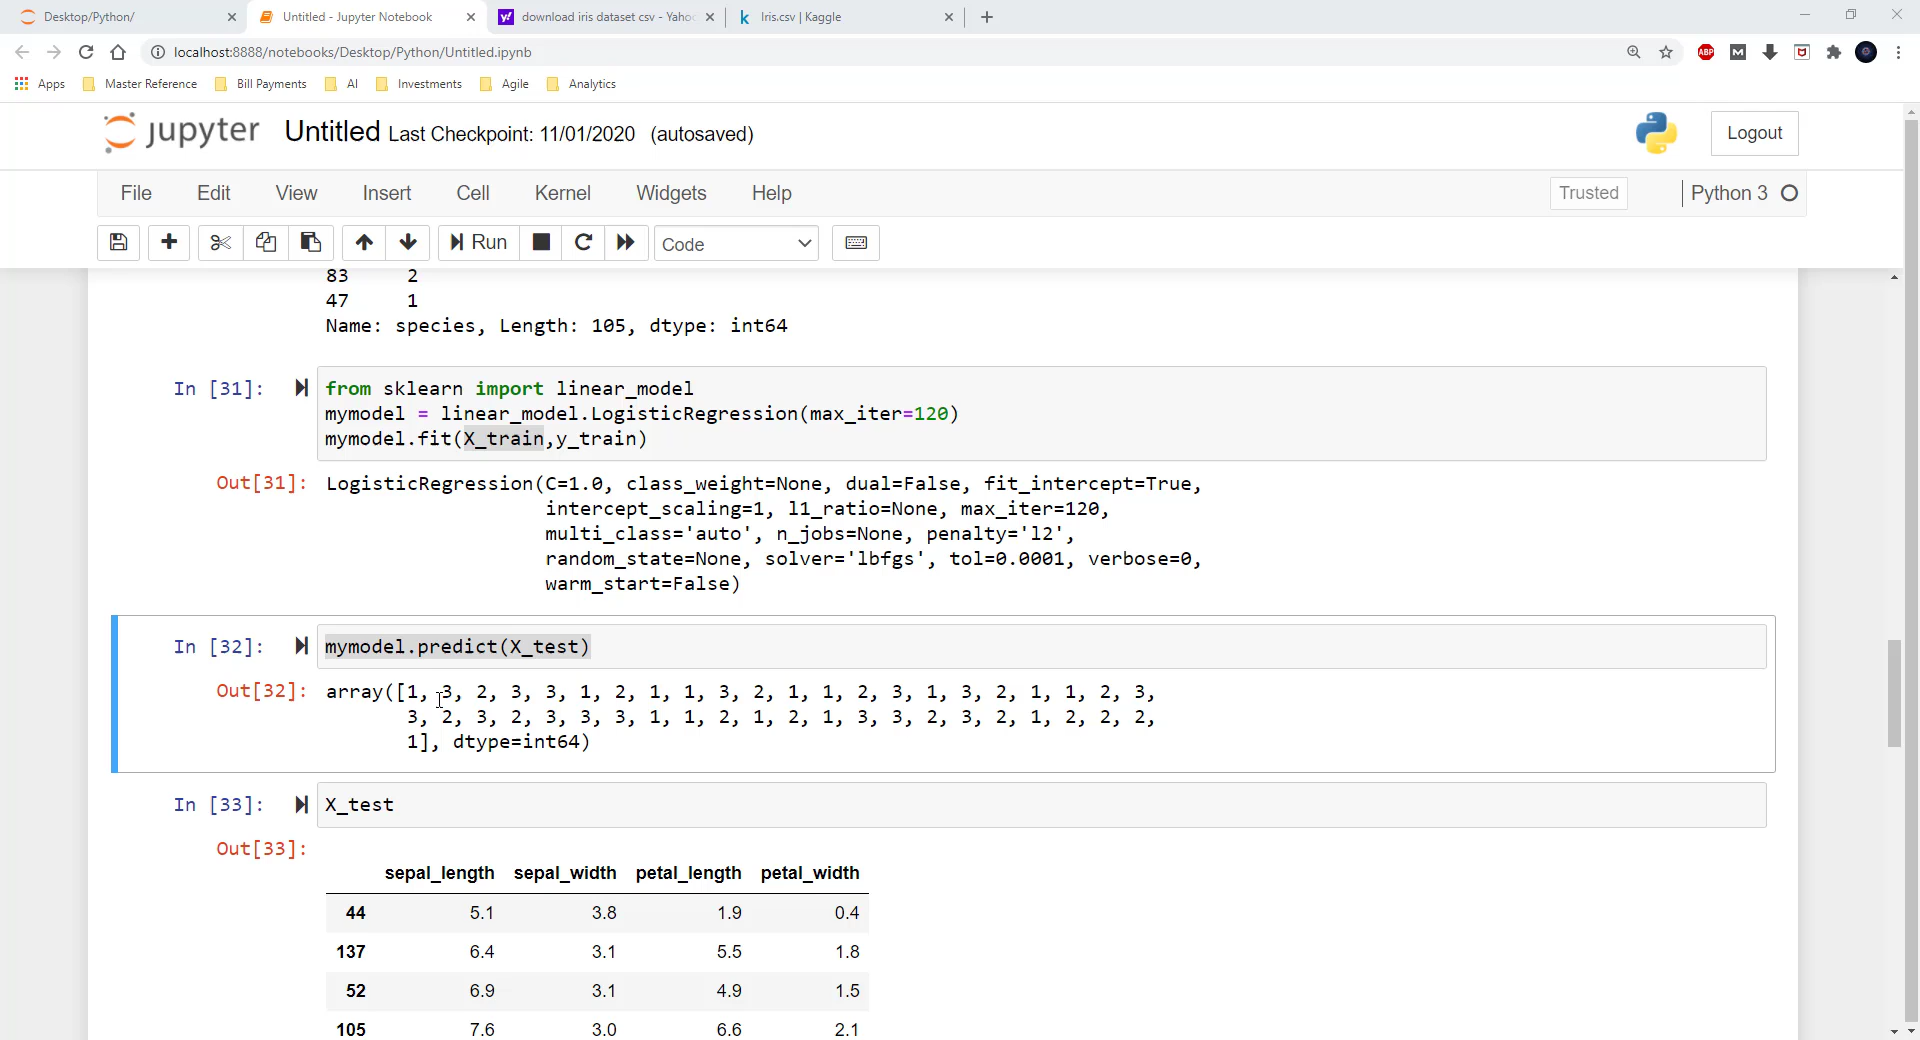 Desktop/Python/
Untitled - Jupyter Notebook
download iris dataset csv - Yahoo
Iris.csv | Kaggle
localhost:8888/notebooks/Desktop/Python/Untitled.ipynb
ABP
Apps Master Reference Bill Payments AI Investments Agile Analytics
jupyter Untitled Last Checkpoint: 11/01/2020 (autosaved)
Logout
File Edit View Insert Cell Kernel Widgets Help
Trusted
Python 3
Run
Code
83 2
47 1
Name: species, Length: 105, dtype: int64
In [31]: from sklearn import linear_model
mymodel = linear_model.LogisticRegression(max_iter=120)
mymodel.fit(X_train,y_train)
Out[31]: LogisticRegression(C=1.0, class_weight=None, dual=False, fit_intercept=True,
intercept_scaling=1, l1_ratio=None, max_iter=120,
multi_class='auto', n_jobs=None, penalty='l2',
random_state=None, solver='lbfgs', tol=0.0001, verbose=0,
warm_start=False)
In [32]: mymodel.predict(X_test)
Out[32]: array([1, 3, 2, 3, 3, 1, 2, 1, 1, 3, 2, 1, 1, 2, 3, 1, 3, 2, 1, 1, 2, 3,
3, 2, 3, 2, 3, 3, 3, 1, 1, 2, 1, 2, 1, 3, 3, 2, 3, 2, 1, 2, 2, 2,
1], dtype=int64)
In [33]: X_test
Out[33]:
sepal_length sepal_width petal_length petal_width
44 5.1 3.8 1.9 0.4
137 6.4 3.1 5.5 1.8
52 6.9 3.1 4.9 1.5
105 7.6 3.0 6.6 2.1